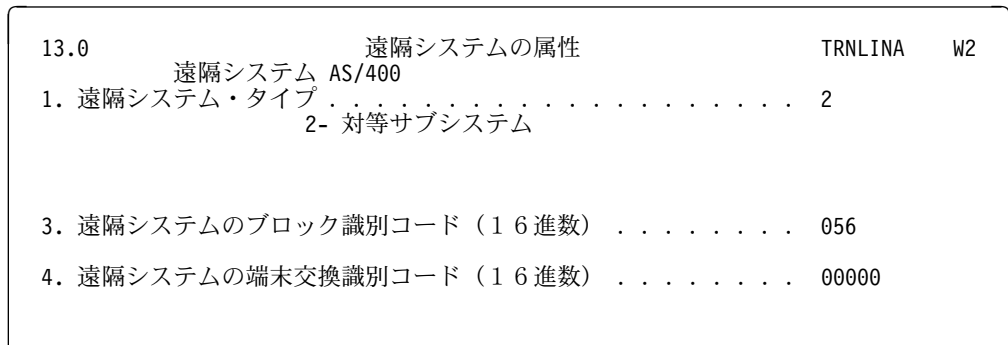 13.0 遠隔システムの属性 TRNLINA W2
遠隔システム AS/400
1. 遠隔システム・タイプ . . . . . . . . . . . . . . . . . . . . 2
2- 対等サブシステム
3. 遠隔システムのブロック識別コード（１６進数） . . . . . . . . 056
4. 遠隔システムの端末交換識別コード（１６進数） . . . . . . . . 00000